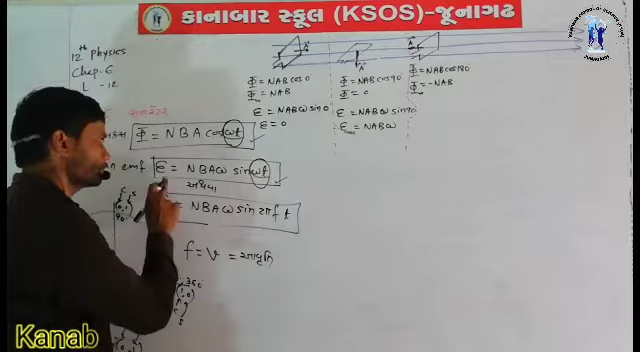 કાનાબાર સ્કૂલ (KSOS)-જૂનાગઢ
12th Physics
Chep. 6
L - 12
Φ = NAB cos 0
Φ = NAB
ε = NABω sin 0
ε = 0
Φ = NAB cos 90
Φ = 0
ε = NABω sin 90
ε = NABω
Φ = NAB cos 180
Φ = -NAB
Φ = NBA cos ωt
emf ε = NBAω sin ωt
અથવા
= NBAω sin 2πft
f = ν = આવૃત્તિ
Kanab